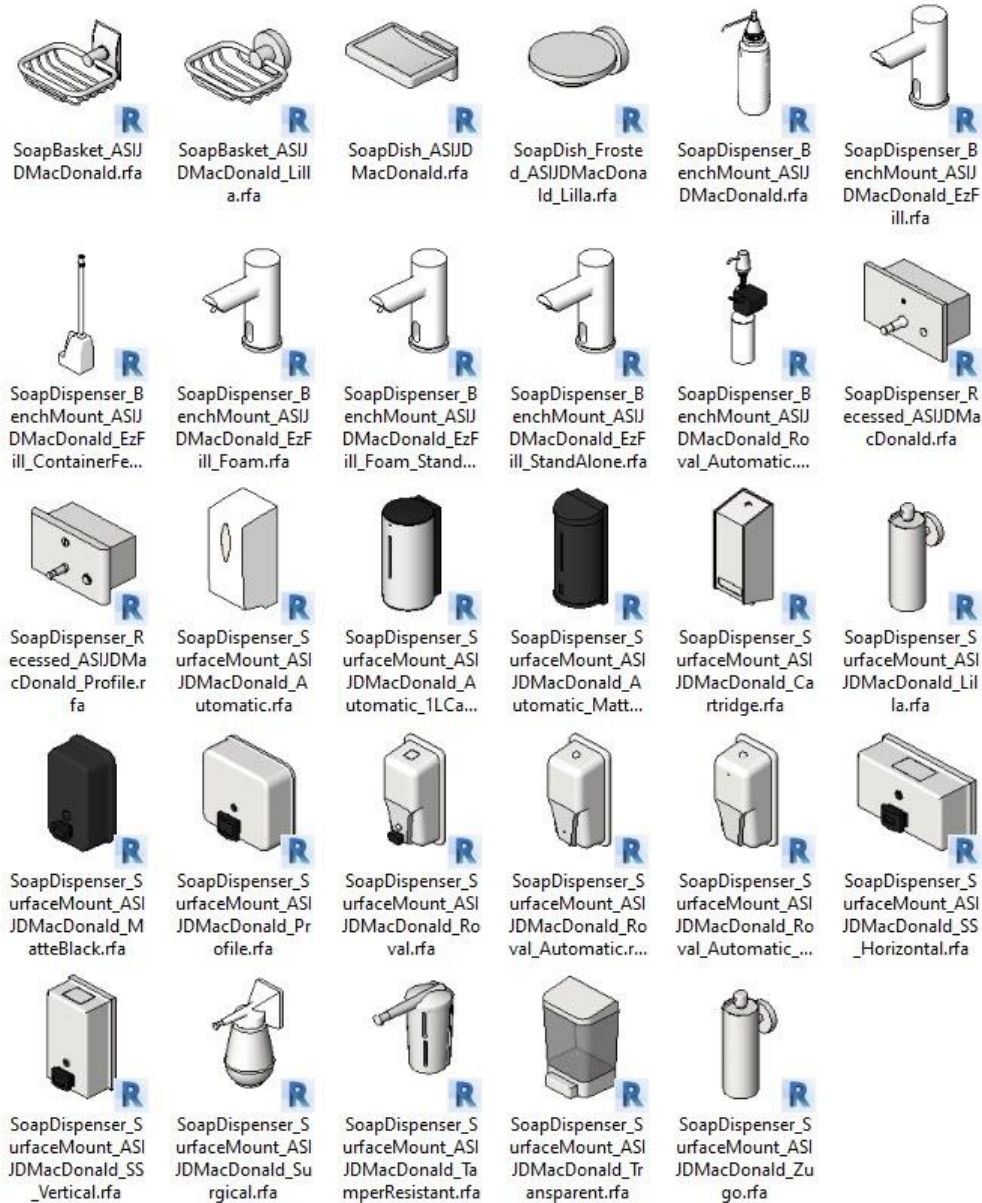 SoapBasket_ASIJ
DMacDonald.rfa
SoapBasket_ASIJ
DMacDonald_Lill
a.rfa
SoapDish_ASIJD
MacDonald.rfa
SoapDish_Froste
d_ASIJDMacDona
ld_Lilla.rfa
SoapDispenser_B
enchMount_ASIJ
DMacDonald.rfa
SoapDispenser_B
enchMount_ASIJ
DMacDonald_EzF
ill.rfa
SoapDispenser_B
enchMount_ASIJ
DMacDonald_EzF
ill_ContainerFe...
SoapDispenser_B
enchMount_ASIJ
DMacDonald_EzF
ill_Foam.rfa
SoapDispenser_B
enchMount_ASIJ
DMacDonald_EzF
ill_Foam_Stand...
SoapDispenser_B
enchMount_ASIJ
DMacDonald_EzF
ill_StandAlone.rfa
SoapDispenser_B
enchMount_ASIJ
DMacDonald_Ro
val_Automatic....
SoapDispenser_R
ecessed_ASIJDMa
cDonald.rfa
SoapDispenser_R
ecessed_ASIJDMa
cDonald_Profile.r
fa
SoapDispenser_S
urfaceMount_ASI
JDMacDonald_A
utomatic.rfa
SoapDispenser_S
urfaceMount_ASI
JDMacDonald_A
utomatic_1LCa...
SoapDispenser_S
urfaceMount_ASI
JDMacDonald_A
utomatic_Matt...
SoapDispenser_S
urfaceMount_ASI
JDMacDonald_Ca
rtridge.rfa
SoapDispenser_S
urfaceMount_ASI
JDMacDonald_Lil
la.rfa
SoapDispenser_S
urfaceMount_ASI
JDMacDonald_M
atteBlack.rfa
SoapDispenser_S
urfaceMount_ASI
JDMacDonald_Pr
ofile.rfa
SoapDispenser_S
urfaceMount_ASI
JDMacDonald_Ro
val.rfa
SoapDispenser_S
urfaceMount_ASI
JDMacDonald_Ro
val_Automatic.r...
SoapDispenser_S
urfaceMount_ASI
JDMacDonald_Ro
val_Automatic_...
SoapDispenser_S
urfaceMount_ASI
JDMacDonald_SS
_Horizontal.rfa
SoapDispenser_S
urfaceMount_ASI
JDMacDonald_SS
_Vertical.rfa
SoapDispenser_S
urfaceMount_ASI
JDMacDonald_Su
rgical.rfa
SoapDispenser_S
urfaceMount_ASI
JDMacDonald_Ta
mperResistant.rfa
SoapDispenser_S
urfaceMount_ASI
JDMacDonald_Tr
ansparent.rfa
SoapDispenser_S
urfaceMount_ASI
JDMacDonald_Zu
go.rfa